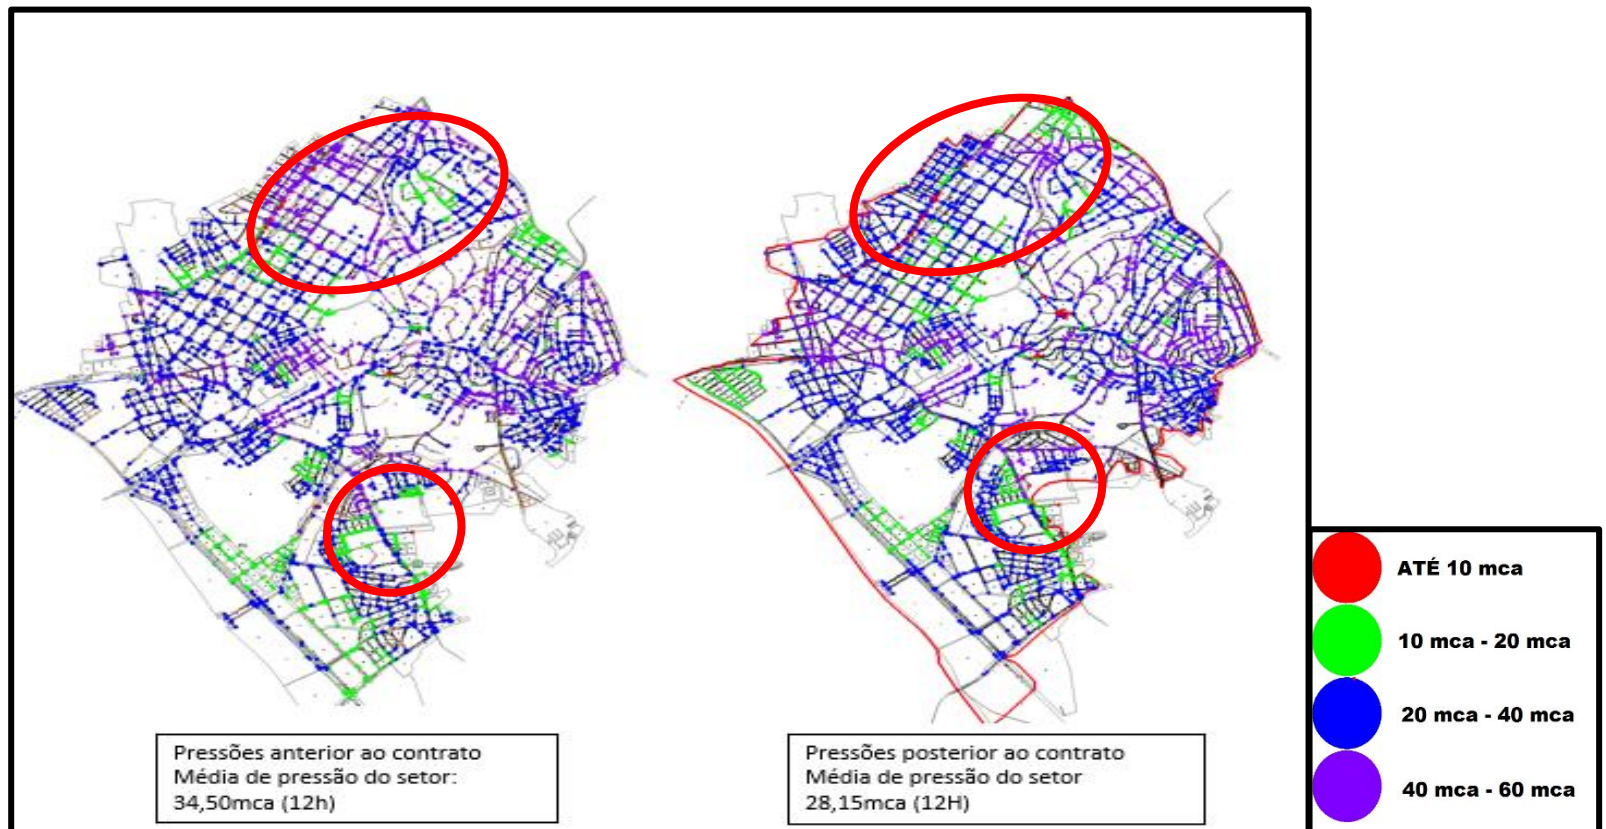 Pressões anterior ao contrato
Média de pressão do setor:
34,50mca (12h)
Pressões posterior ao contrato
Média de pressão do setor
28,15mca (12H)
ATÉ 10 mca
10 mca - 20 mca
20 mca - 40 mca
40 mca - 60 mca